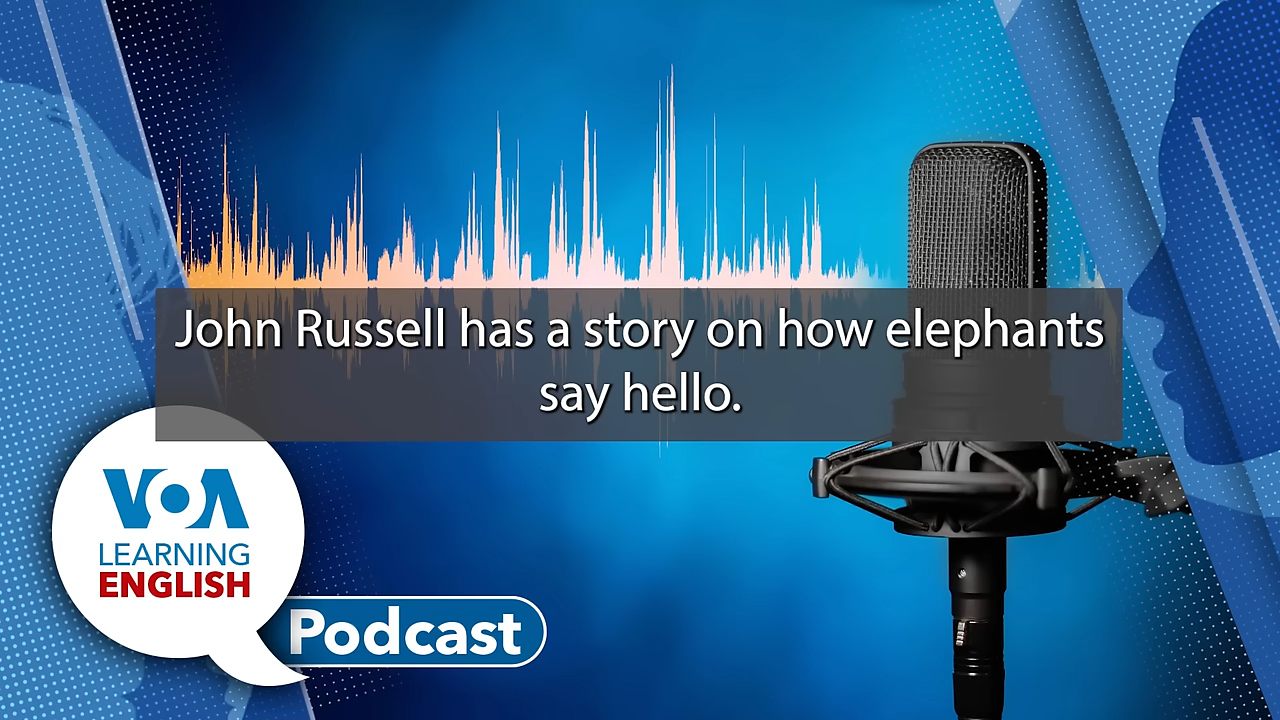 John Russell has a story on how elephants
say hello.
VOA
LEARNING
ENGLISH
Podcast